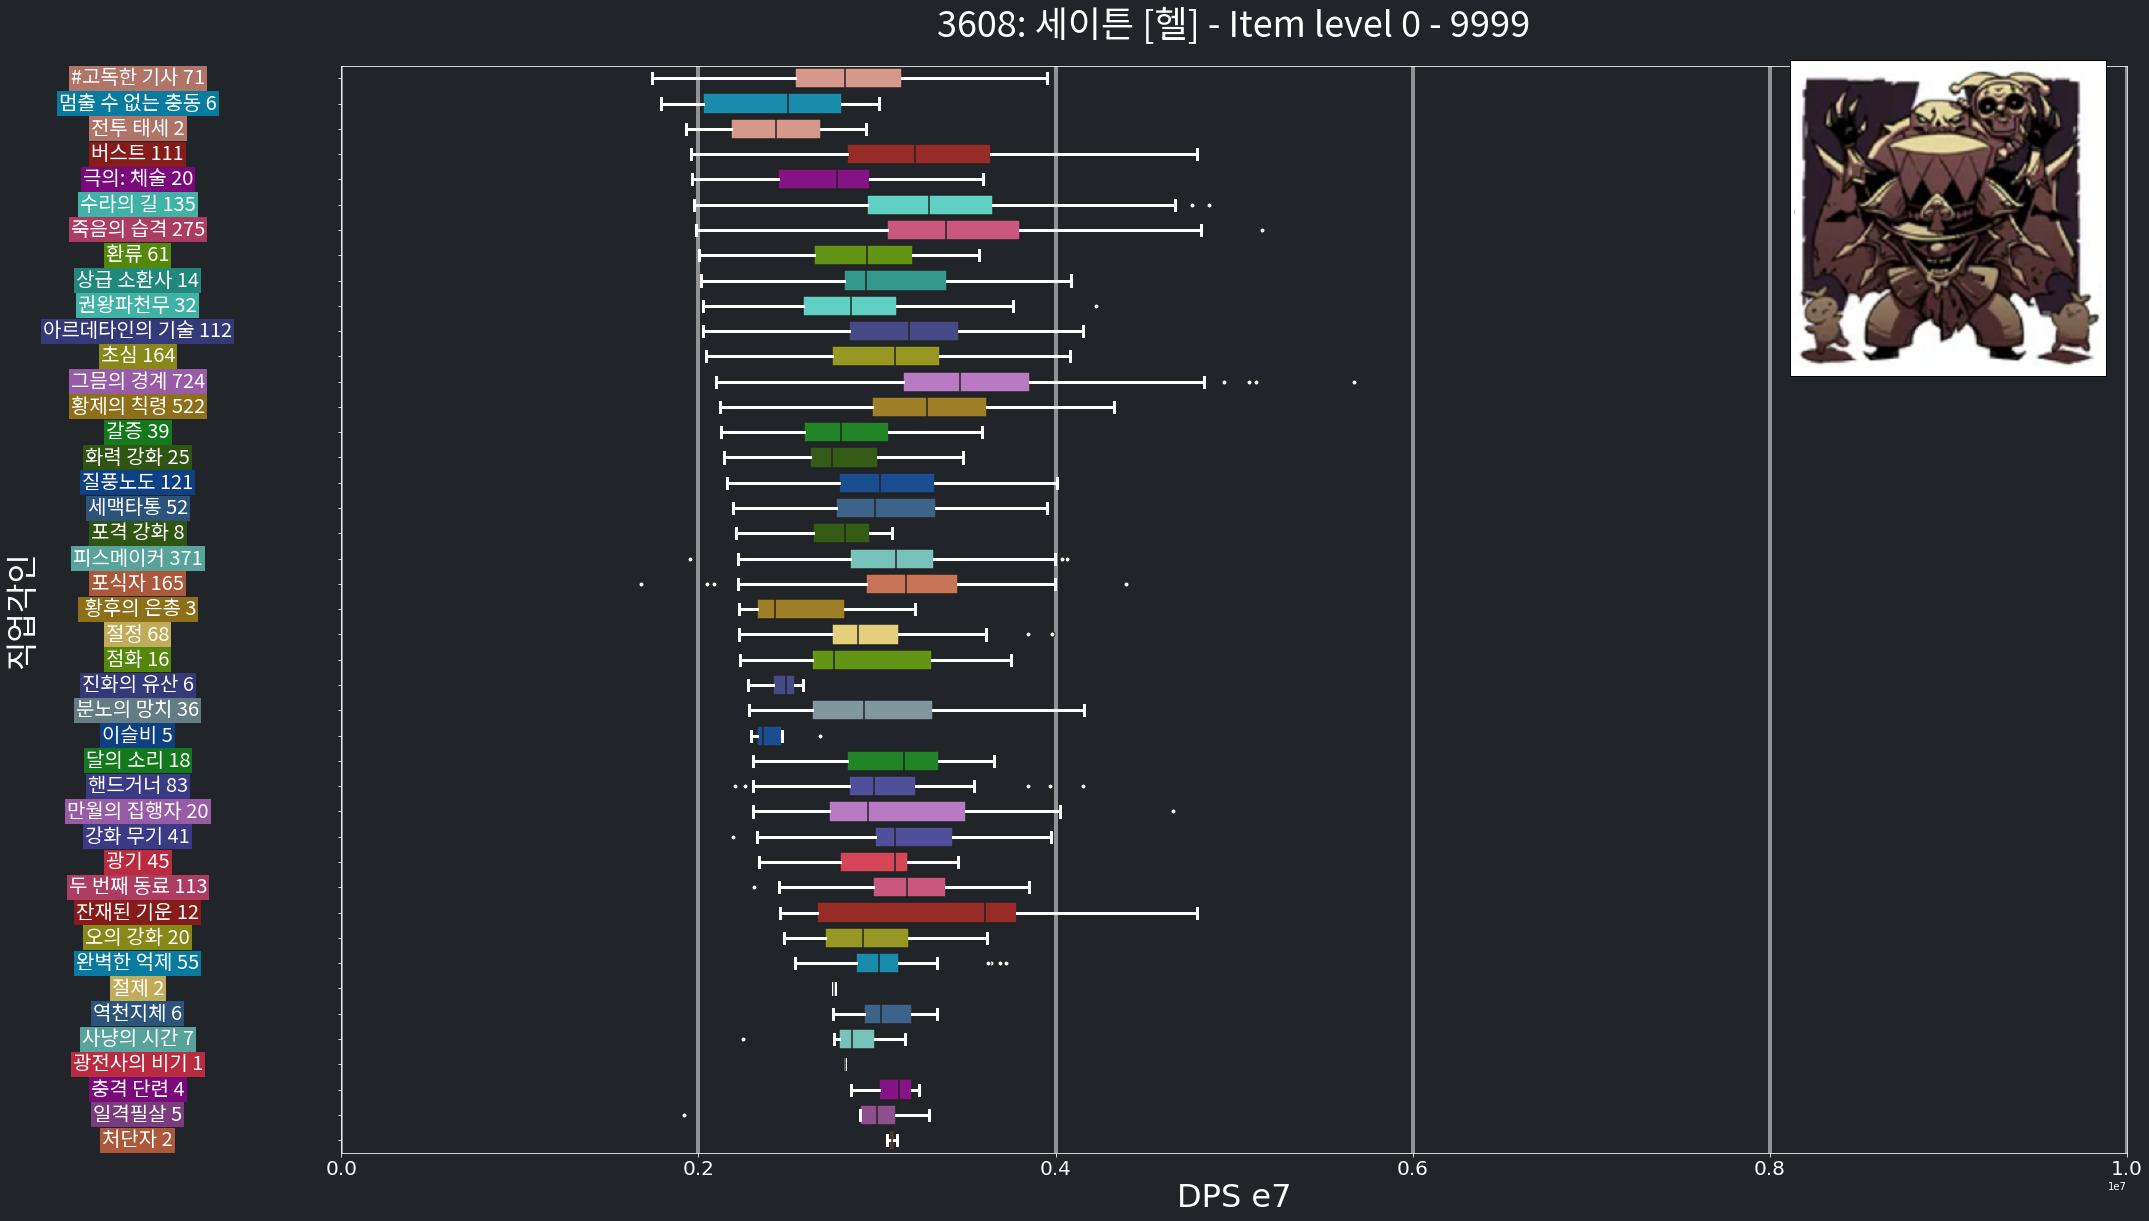 3608: 세이튼 [헬] - Item level 0 - 9999
#고독한 기사 71
멈출 수 없는 충동 6
전투 태세 2
버스트 111
극의: 체술 20
수라의 길 135
죽음의 습격 275
환류 61
상급 소환사 14
권왕파천무 32
아르데타인의 기술 112
초심 164
그믐의 경계 724
황제의 칙령 522
갈증 39
화력 강화 25
질풍노도 121
세맥타통 52
포격 강화 8
피스메이커 371
포식자 165
황후의 은총 3
절정 68
점화 16
진화의 유산 6
분노의 망치 36
이슬비 5
달의 소리 18
핸드거너 83
만월의 집행자 20
강화 무기 41
광기 45
두 번째 동료 113
잔재된 기운 12
오의 강화 20
완벽한 억제 55
절제 2
역천지체 6
사냥의 시간 7
광전사의 비기 1
충격 단련 4
일격필살 5
처단자 2
직업각인
0.0 0.2 0.4 0.6 0.8 1.0
1e7
DPS e7